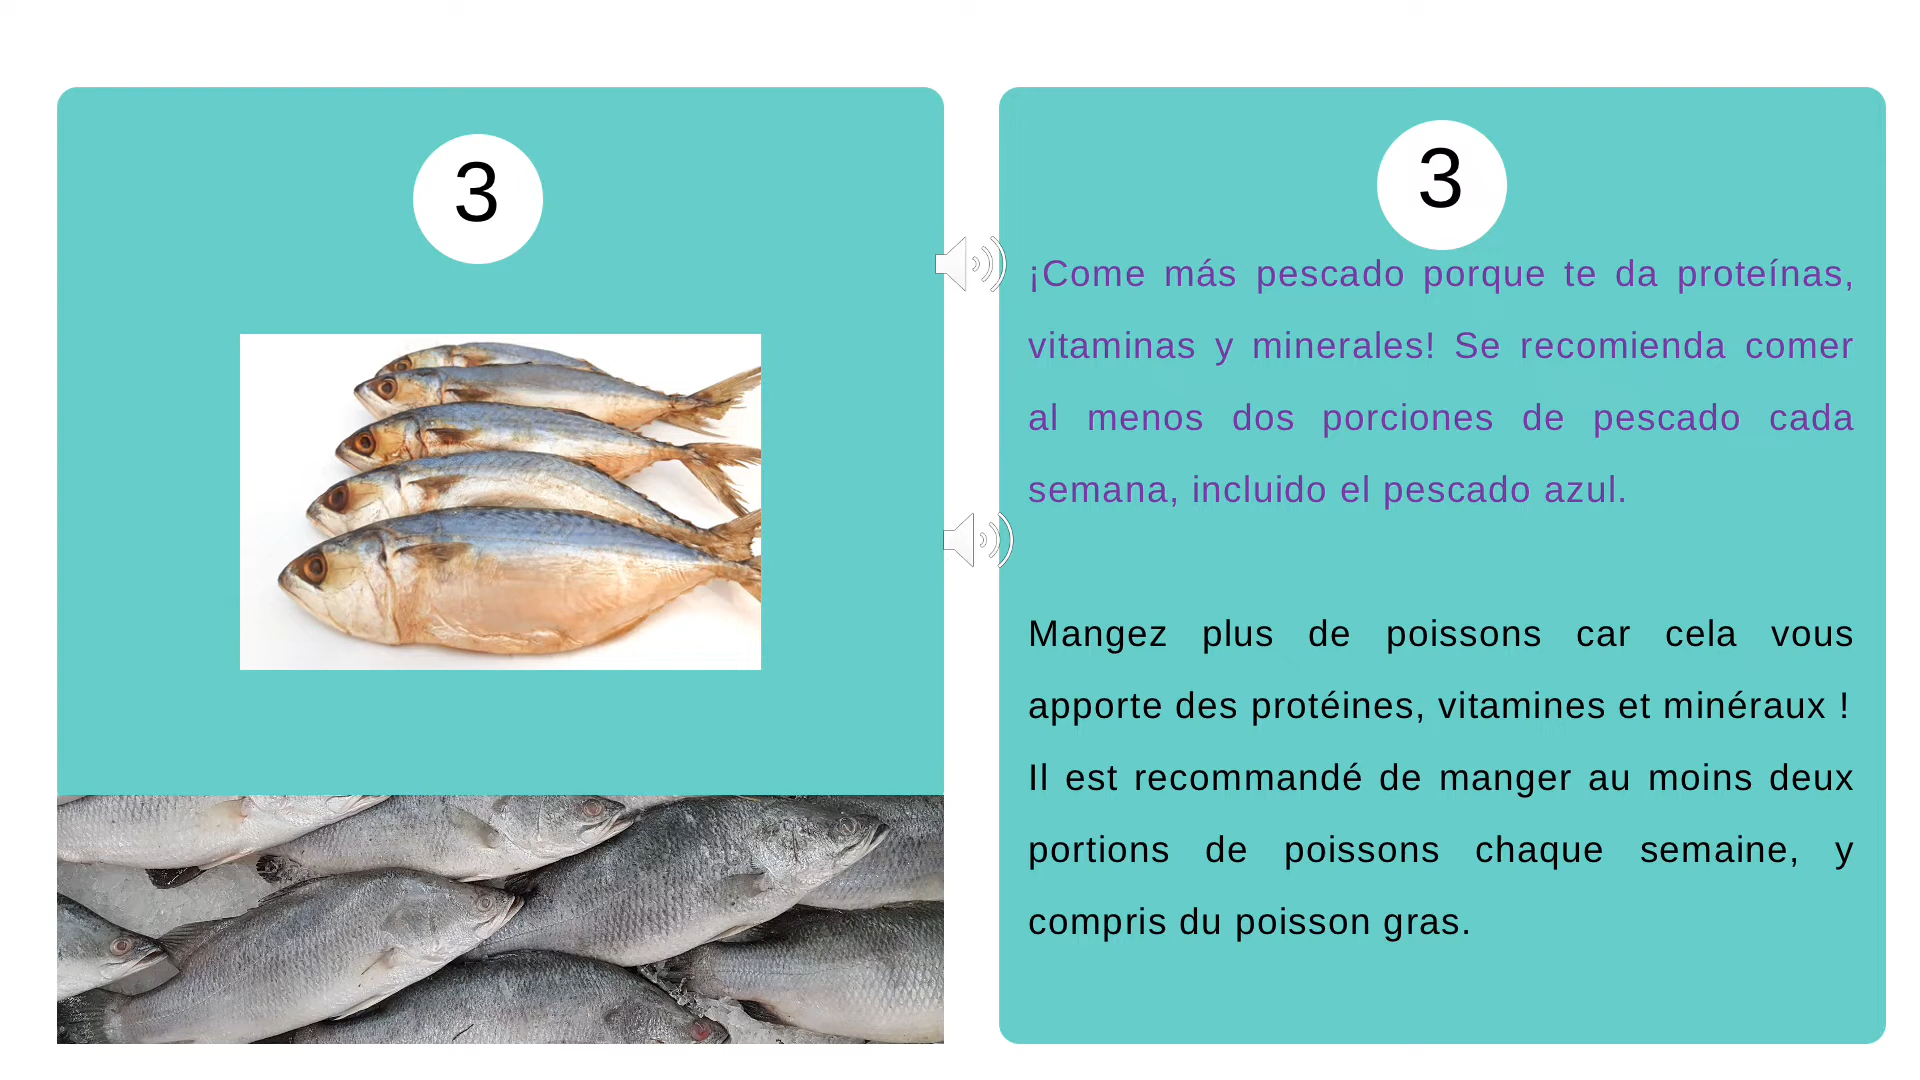 3
3
¡Come más pescado porque te da proteínas,
vitaminas y minerales! Se recomienda comer
al menos dos porciones de pescado cada
semana, incluido el pescado azul.
Mangez plus de poissons car cela vous
apporte des protéines, vitamines et minéraux !
Il est recommandé de manger au moins deux
portions de poissons chaque semaine, y
compris du poisson gras.